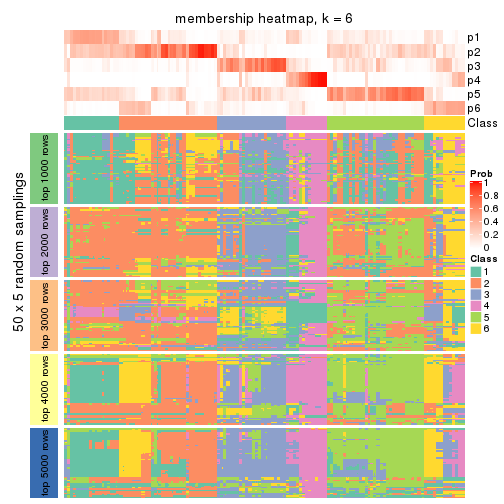 membership heatmap, k = 6
p1
p2
p3
p4
p5
p6
Class
50 x 5 random samplings
top 1000 rows
top 2000 rows
top 3000 rows
top 4000 rows
top 5000 rows
Prob
1
0.8
0.6
0.4
0.2
0
Class
1
2
3
4
5
6